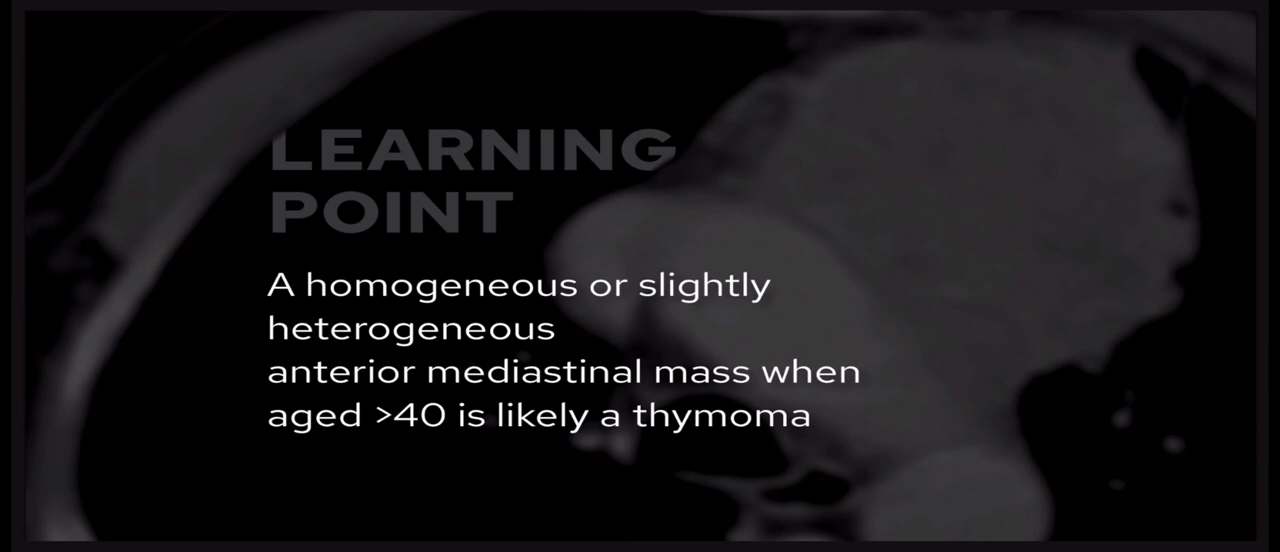 LEARNING
POINT
A homogeneous or slightly
heterogeneous
anterior mediastinal mass when
aged >40 is likely a thymoma